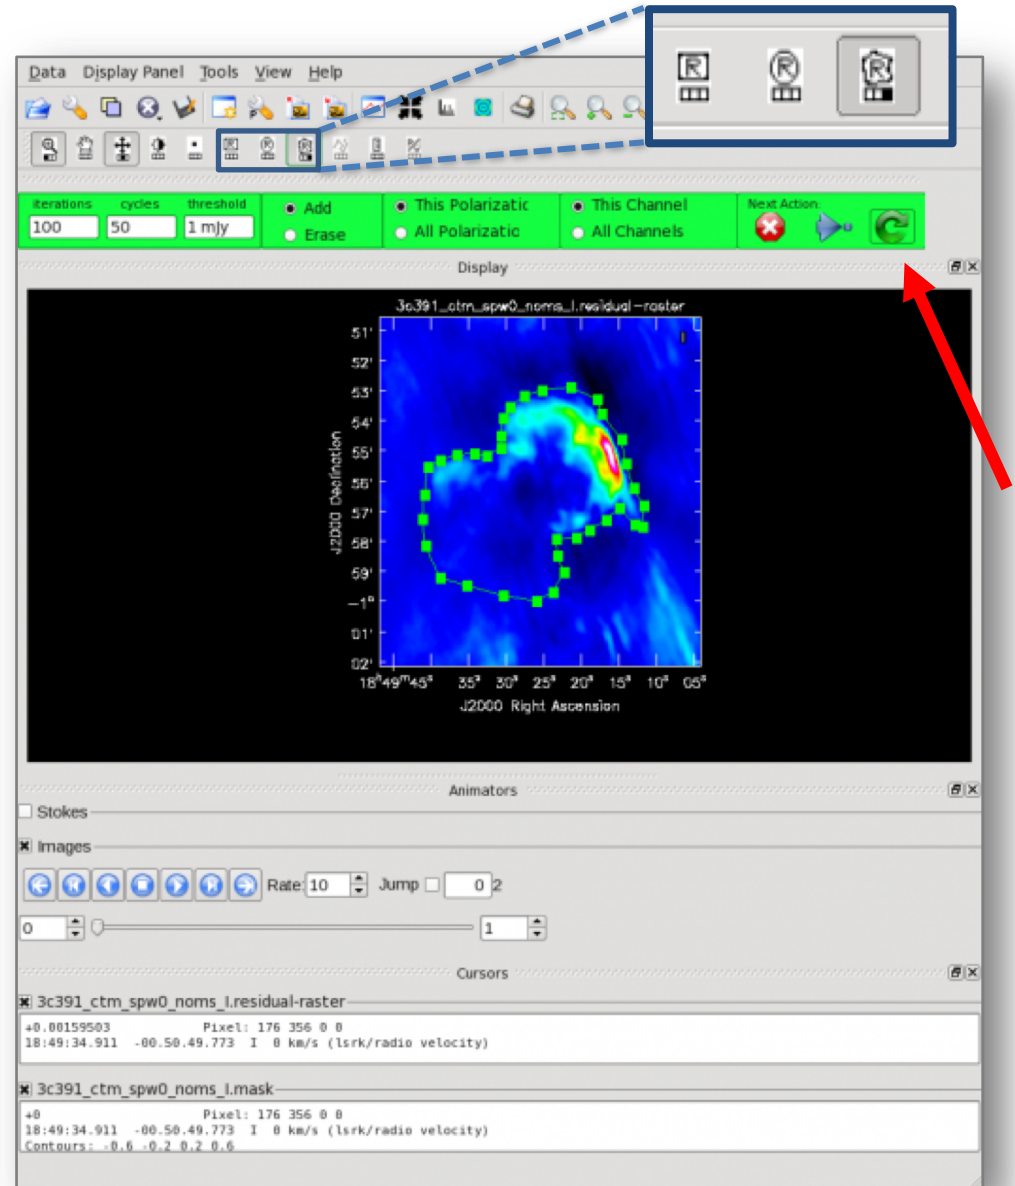 R R R
Data Display Panel Tools View Help
iterations cycles threshold
100 50 1 mJy
Add
Erase
This Polarizatic
All Polarizatic
This Channel
All Channels
Next Action:
Display
3c391_ctm_spw0_noms_I.residual-raster
I
51'
52'
53'
54'
55'
56'
57'
58'
59'
-1°
01'
02'
J2000 Declination
18ʰ49ᵐ45ˢ 35ˢ 30ˢ 25ˢ 20ˢ 15ˢ 10ˢ 05ˢ
J2000 Right Ascension
Animators
Stokes
Images
Rate: 10 Jump 0 2
0 1
Cursors
3c391_ctm_spw0_noms_I.residual-raster
+0.00159503 Pixel: 176 356 0 0
18:49:34.911 -00.50.49.773 I 0 km/s (lsrk/radio velocity)
3c391_ctm_spw0_noms_I.mask
+0 Pixel: 176 356 0 0
18:49:34.911 -00.50.49.773 I 0 km/s (lsrk/radio velocity)
Contours: -0.6 -0.2 0.2 0.6